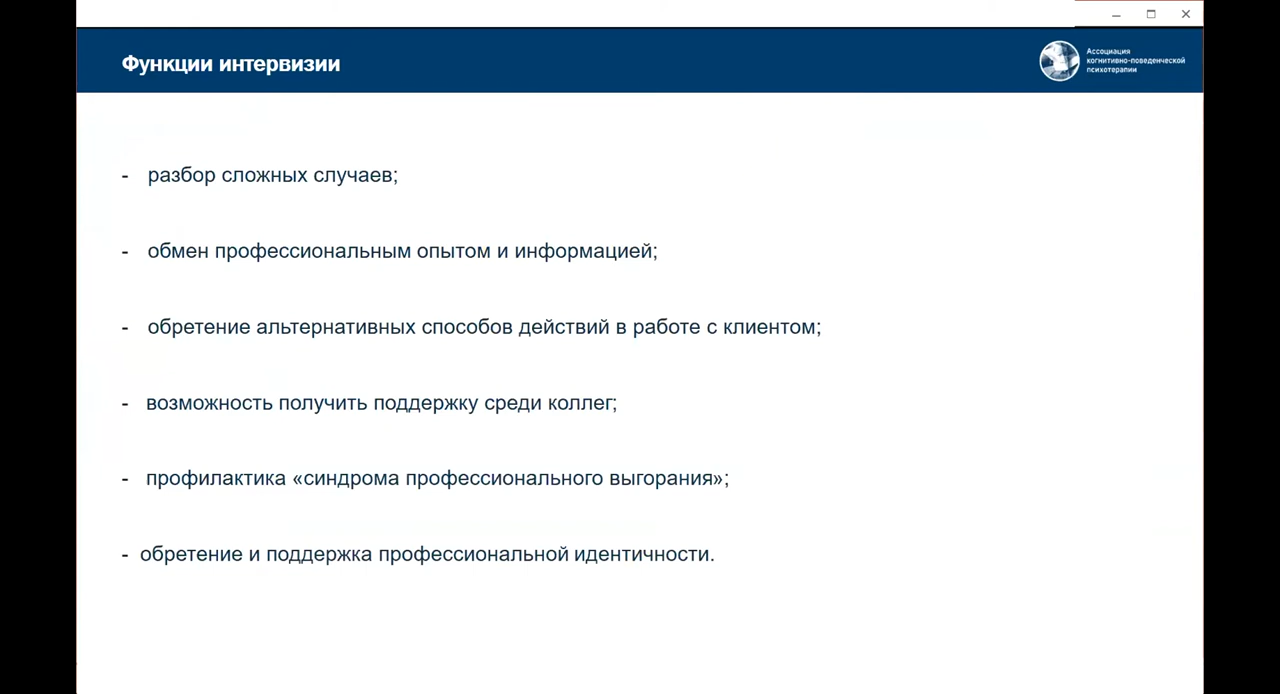 Функции интервизии
Ассоциация
когнитивно-поведенческой
психотерапии
- разбор сложных случаев;
- обмен профессиональным опытом и информацией;
- обретение альтернативных способов действий в работе с клиентом;
- возможность получить поддержку среди коллег;
- профилактика «синдрома профессионального выгорания»;
- обретение и поддержка профессиональной идентичности.